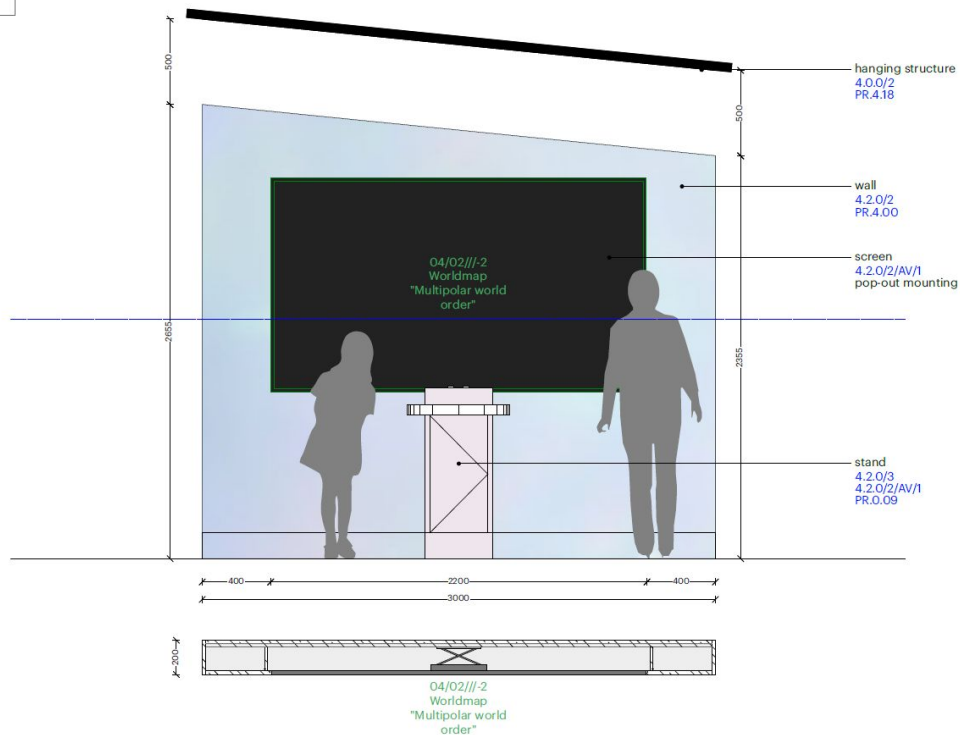 500
hanging structure
4.0.0/2
PR.4.18
500
wall
4.2.0/2
PR.4.00
screen
4.2.0/2/AV/1
pop-out mounting
04/02///-2
Worldmap
"Multipolar world
order"
2655
2355
stand
4.2.0/3
4.2.0/2/AV/1
PR.0.09
400
2200
400
3000
200
04/02///-2
Worldmap
"Multipolar world
order"